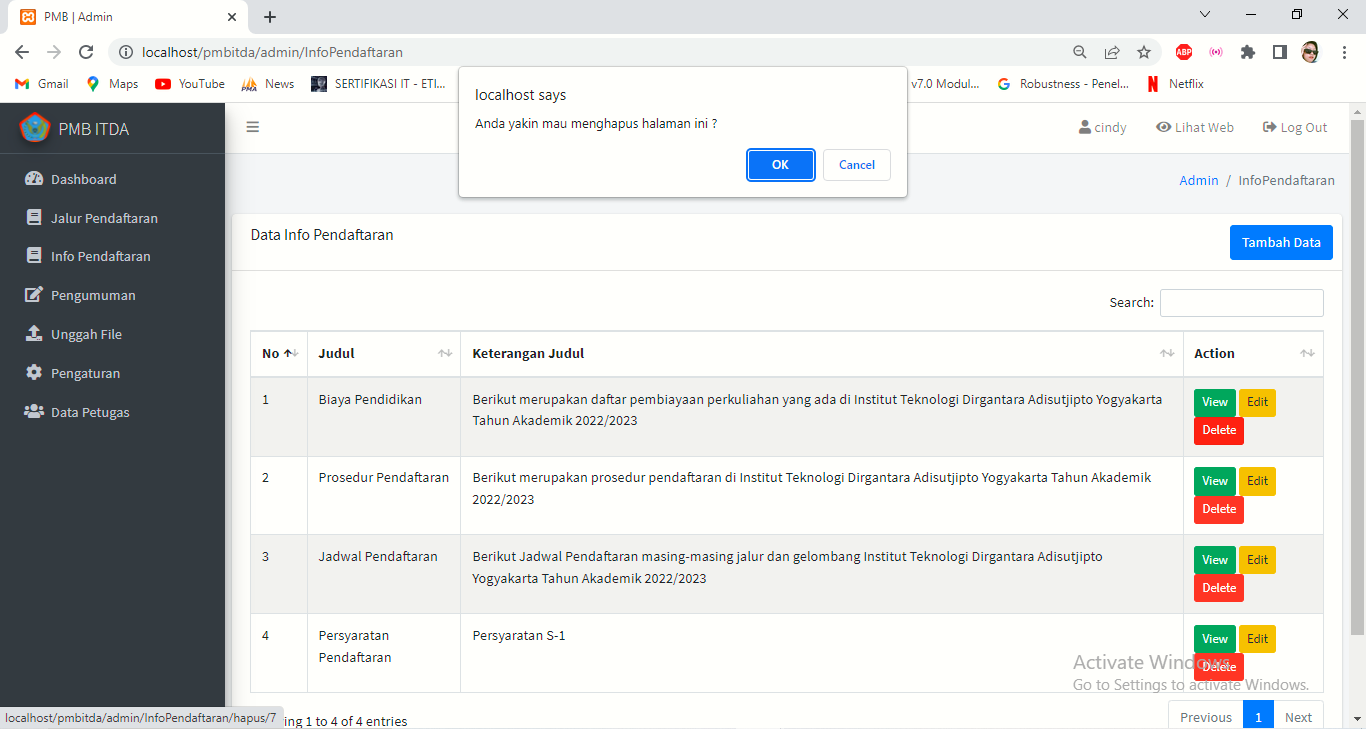 PMB | Admin
localhost/pmbitda/admin/InfoPendaftaran
ABP
Gmail
Maps
YouTube
News
SERTIFIKASI IT - ETI...
v7.0 Modul...
Robustness - Penel...
Netflix
localhost says
Anda yakin mau menghapus halaman ini ?
OK
Cancel
PMB ITDA
cindy
Lihat Web
Log Out
Dashboard
Jalur Pendaftaran
Info Pendaftaran
Pengumuman
Unggah File
Pengaturan
Data Petugas
Admin / InfoPendaftaran
Data Info Pendaftaran
Tambah Data
Search:
No
Judul
Keterangan Judul
Action
1
Biaya Pendidikan
Berikut merupakan daftar pembiayaan perkuliahan yang ada di Institut Teknologi Dirgantara Adisutjipto Yogyakarta
Tahun Akademik 2022/2023
View
Edit
Delete
2
Prosedur Pendaftaran
Berikut merupakan prosedur pendaftaran di Institut Teknologi Dirgantara Adisutjipto Yogyakarta Tahun Akademik
2022/2023
View
Edit
Delete
3
Jadwal Pendaftaran
Berikut Jadwal Pendaftaran masing-masing jalur dan gelombang Institut Teknologi Dirgantara Adisutjipto
Yogyakarta Tahun Akademik 2022/2023
View
Edit
Delete
4
Persyaratan
Pendaftaran
Persyaratan S-1
View
Edit
Delete
Activate Windows
Go to Settings to activate Windows.
localhost/pmbitda/admin/InfoPendaftaran/hapus/7
ing 1 to 4 of 4 entries
Previous
1
Next